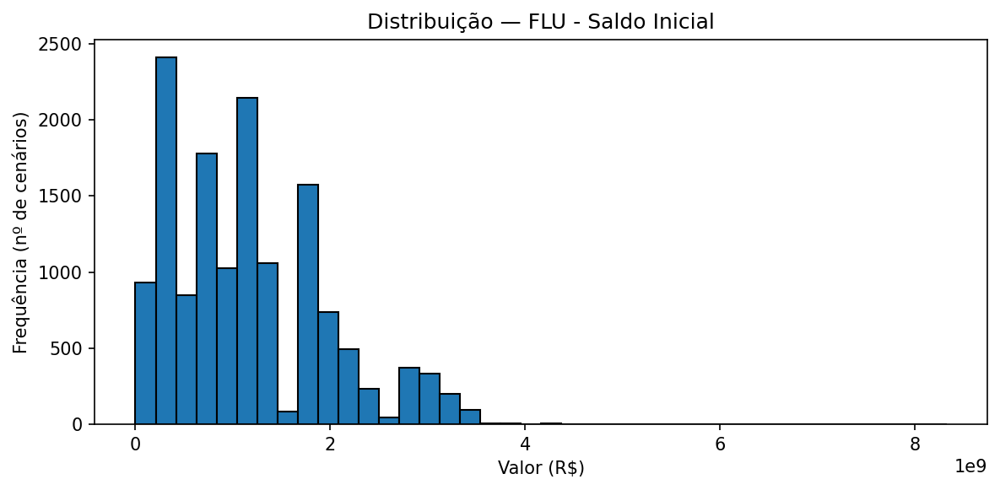 Distribuição — FLU - Saldo Inicial
Frequência (nº de cenários)
2500
2000
1500
1000
500
0
0 2 4 6 8
1e9
Valor (R$)